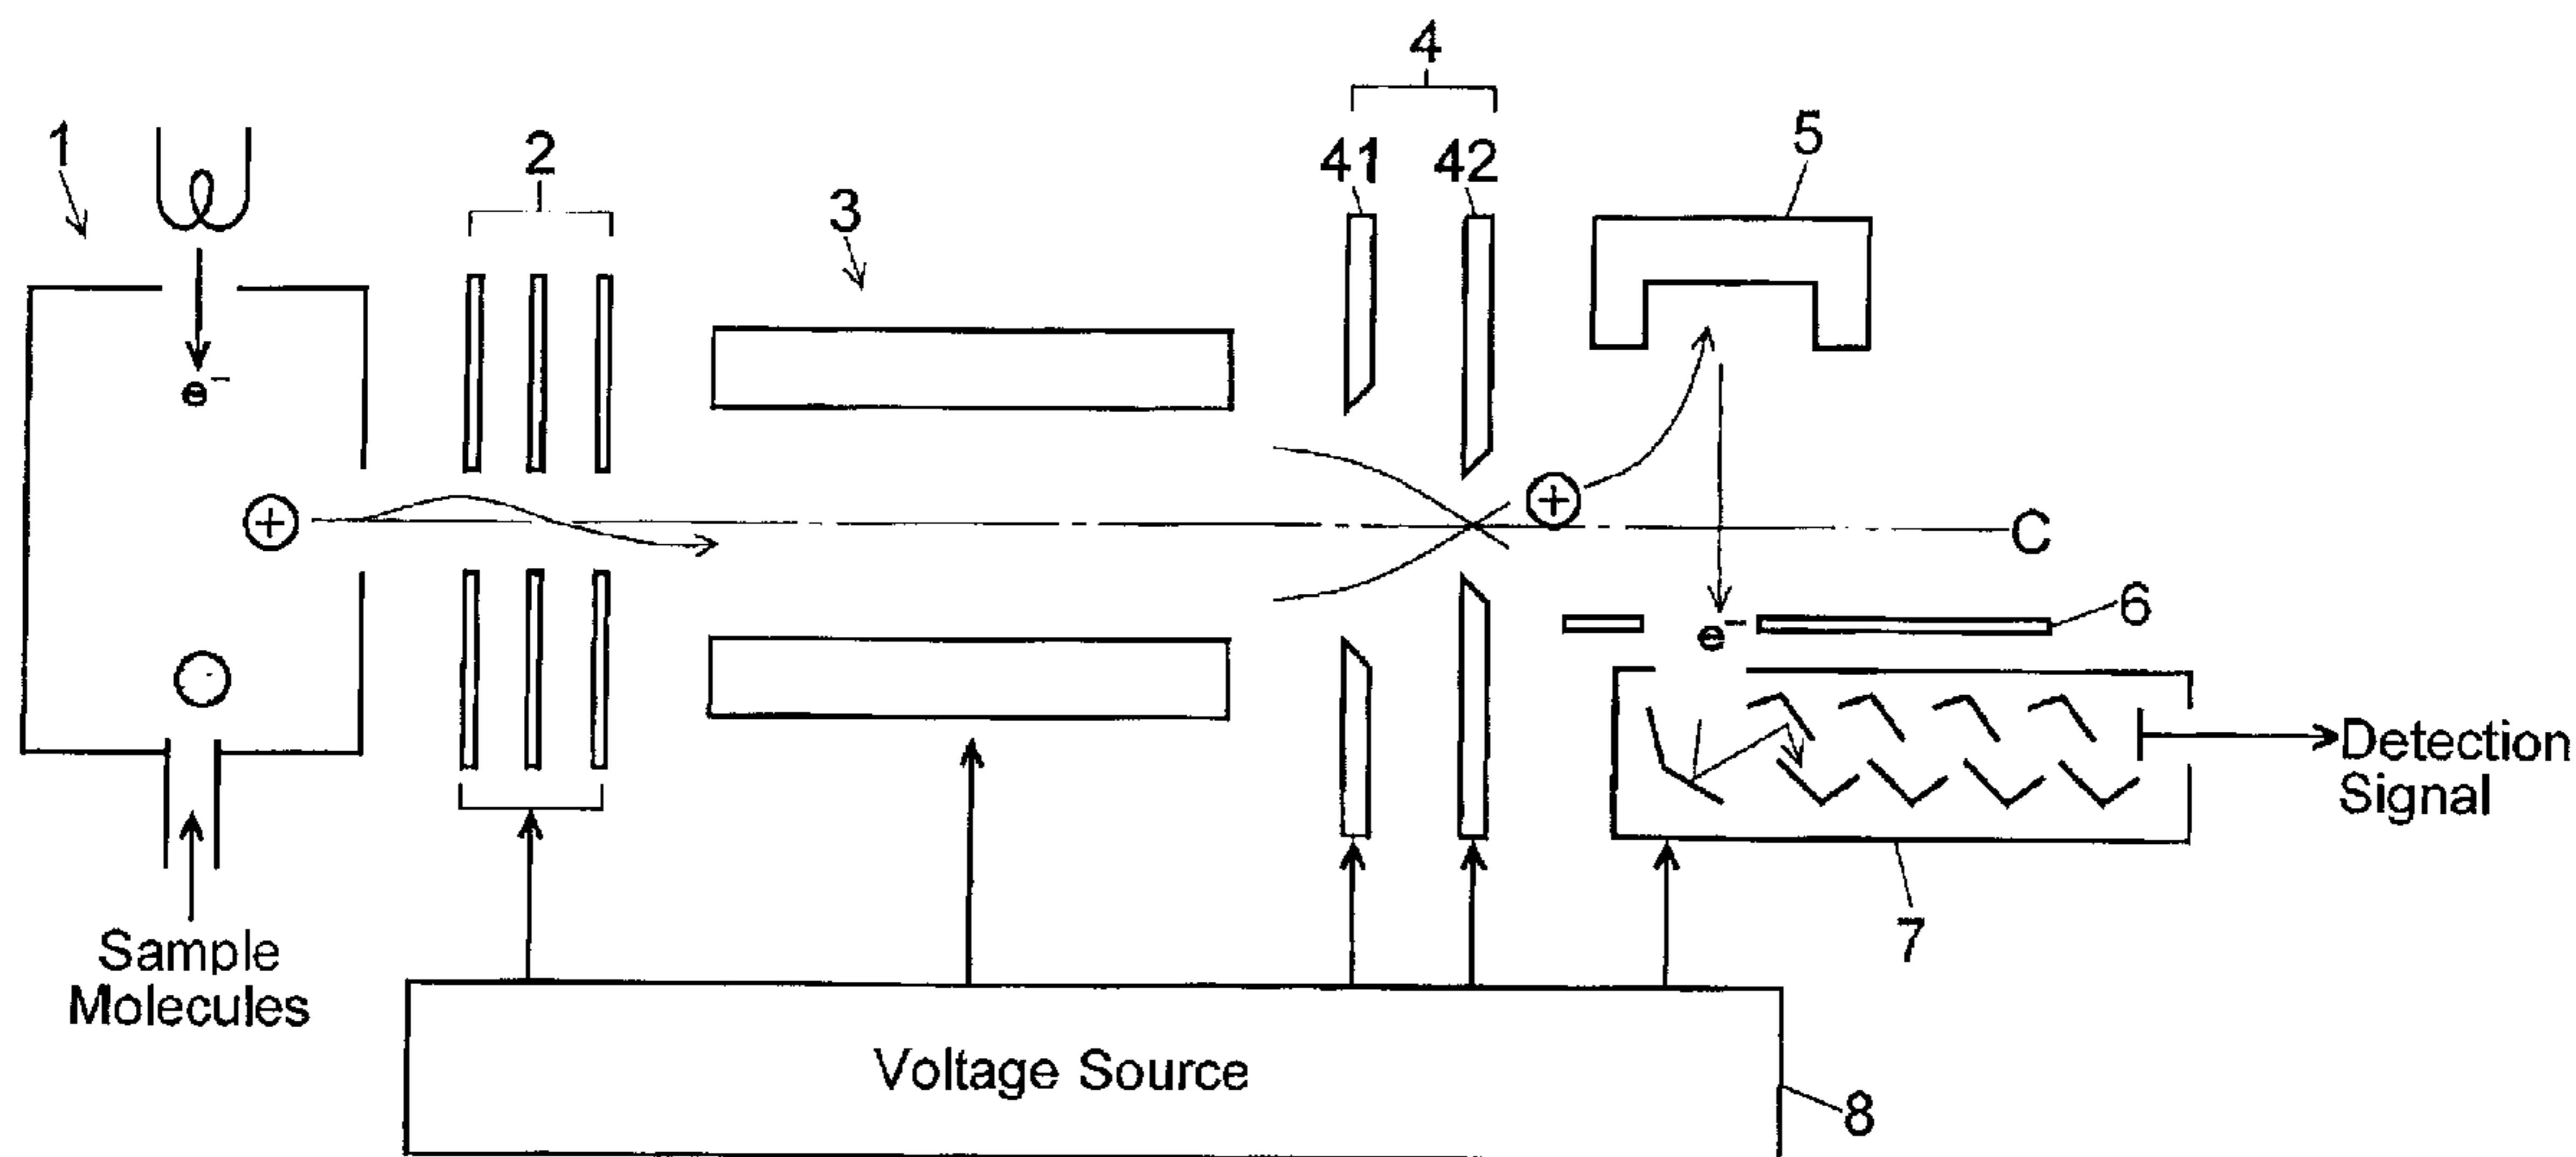 4
1
2
3
41
42
5
e⁻
+
+
C
6
e⁻
Detection
Signal
7
Sample
Molecules
Voltage Source
8